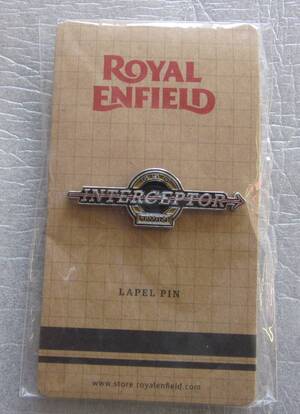 ROYAL
ENFIELD
INTERCEPTOR
LAPEL PIN
www.store.royalenfield.com